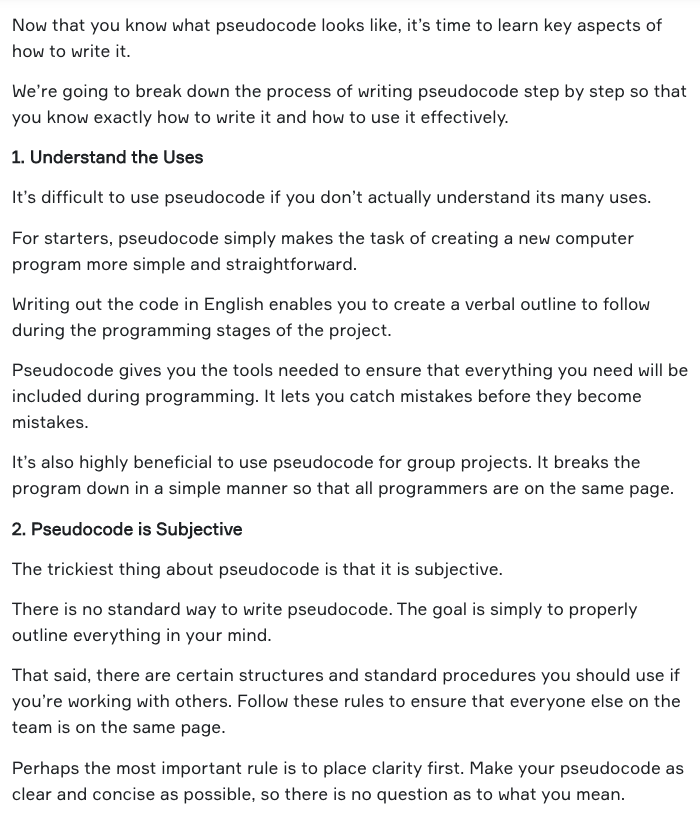 Now that you know what pseudocode looks like, it’s time to learn key aspects of
how to write it.
We’re going to break down the process of writing pseudocode step by step so that
you know exactly how to write it and how to use it effectively.
1. Understand the Uses
It’s difficult to use pseudocode if you don’t actually understand its many uses.
For starters, pseudocode simply makes the task of creating a new computer
program more simple and straightforward.
Writing out the code in English enables you to create a verbal outline to follow
during the programming stages of the project.
Pseudocode gives you the tools needed to ensure that everything you need will be
included during programming. It lets you catch mistakes before they become
mistakes.
It’s also highly beneficial to use pseudocode for group projects. It breaks the
program down in a simple manner so that all programmers are on the same page.
2. Pseudocode is Subjective
The trickiest thing about pseudocode is that it is subjective.
There is no standard way to write pseudocode. The goal is simply to properly
outline everything in your mind.
That said, there are certain structures and standard procedures you should use if
you’re working with others. Follow these rules to ensure that everyone else on the
team is on the same page.
Perhaps the most important rule is to place clarity first. Make your pseudocode as
clear and concise as possible, so there is no question as to what you mean.